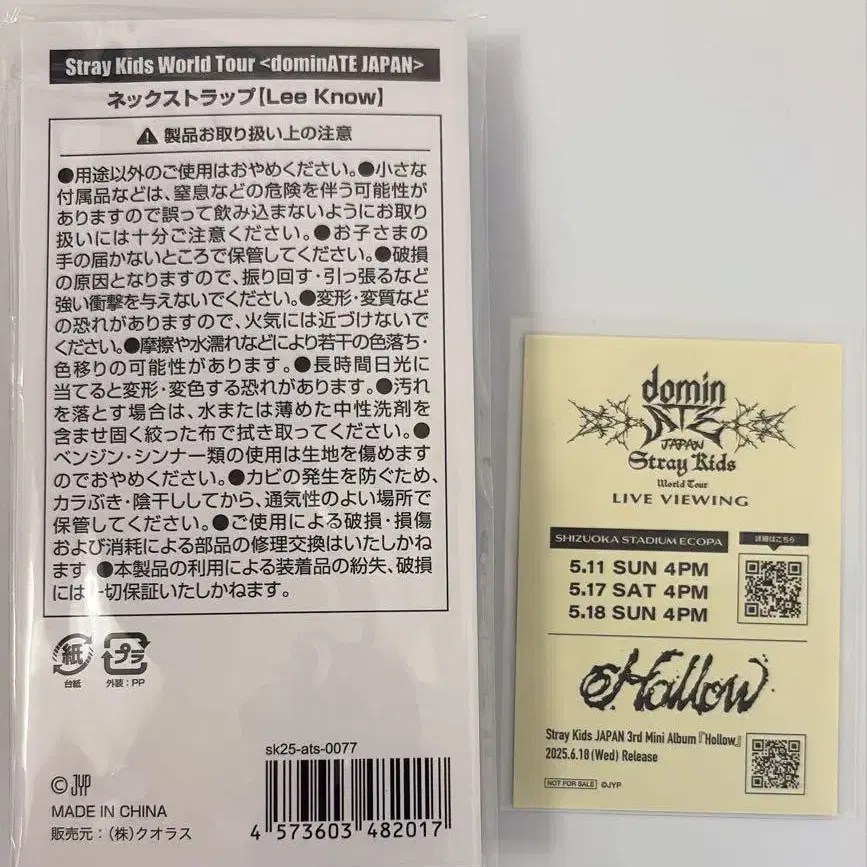 Stray Kids World Tour <dominATE JAPAN>
ネックストラップ【Lee Know】
製品お取り扱い上の注意
●用途以外のご使用はおやめください。●小さな
付属品などは、窒息などの危険を伴う可能性が
ありますので誤って飲み込まないようにお取り
扱いには十分ご注意ください。●お子さまの
手の届かないところで保管してください。●破損
の原因となりますので、振り回す・引っ張るなど
強い衝撃を与えないでください。●変形・変質など
の恐れがありますので、火気には近づけないで
ください。●摩擦や水濡れなどにより若干の色落ち・
色移りの可能性があります。●長時間日光に
当てると変形・変色する恐れがあります。●汚れ
を落とす場合は、水または薄めた中性洗剤を
含ませ固く絞った布で拭き取ってください。●
ベンジン・シンナー類の使用は生地を傷めます
のでおやめください。●カビの発生を防ぐため、
カラぶき・陰干ししてから、通気性のよい場所で
保管してください。●ご使用による破損・損傷
および消耗による部品の修理交換はいたしかね
ます。●本製品の利用による装着品の紛失、破損
には一切保証いたしかねます。
紙
台紙
プラ
外装：PP
sk25-ats-0077
©JYP
MADE IN CHINA
販売元：(株)クオラス
4 573603 482017
domin
ATE
JAPAN
Stray Kids
World Tour
LIVE VIEWING
SHIZUOKA STADIUM ECOPA
詳細はこちら
5.11 SUN 4PM
5.17 SAT 4PM
5.18 SUN 4PM
Hollow
Stray Kids JAPAN 3rd Mini Album『Hollow』
2025.6.18(Wed) Release
NOT FOR SALE ©JYP